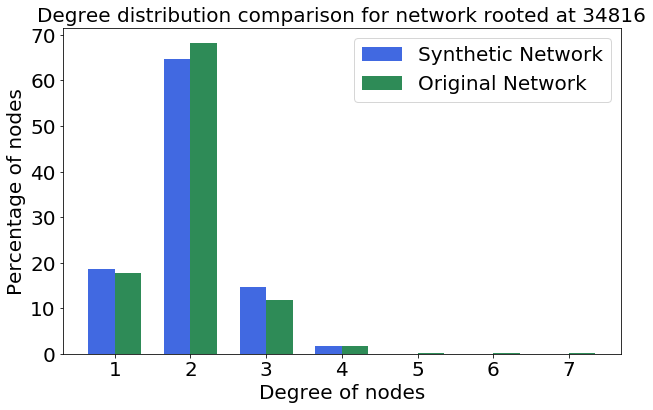 Degree distribution comparison for network rooted at 34816
Synthetic Network
Original Network
Percentage of nodes
70
60
50
40
30
20
10
0
1 2 3 4 5 6 7
Degree of nodes